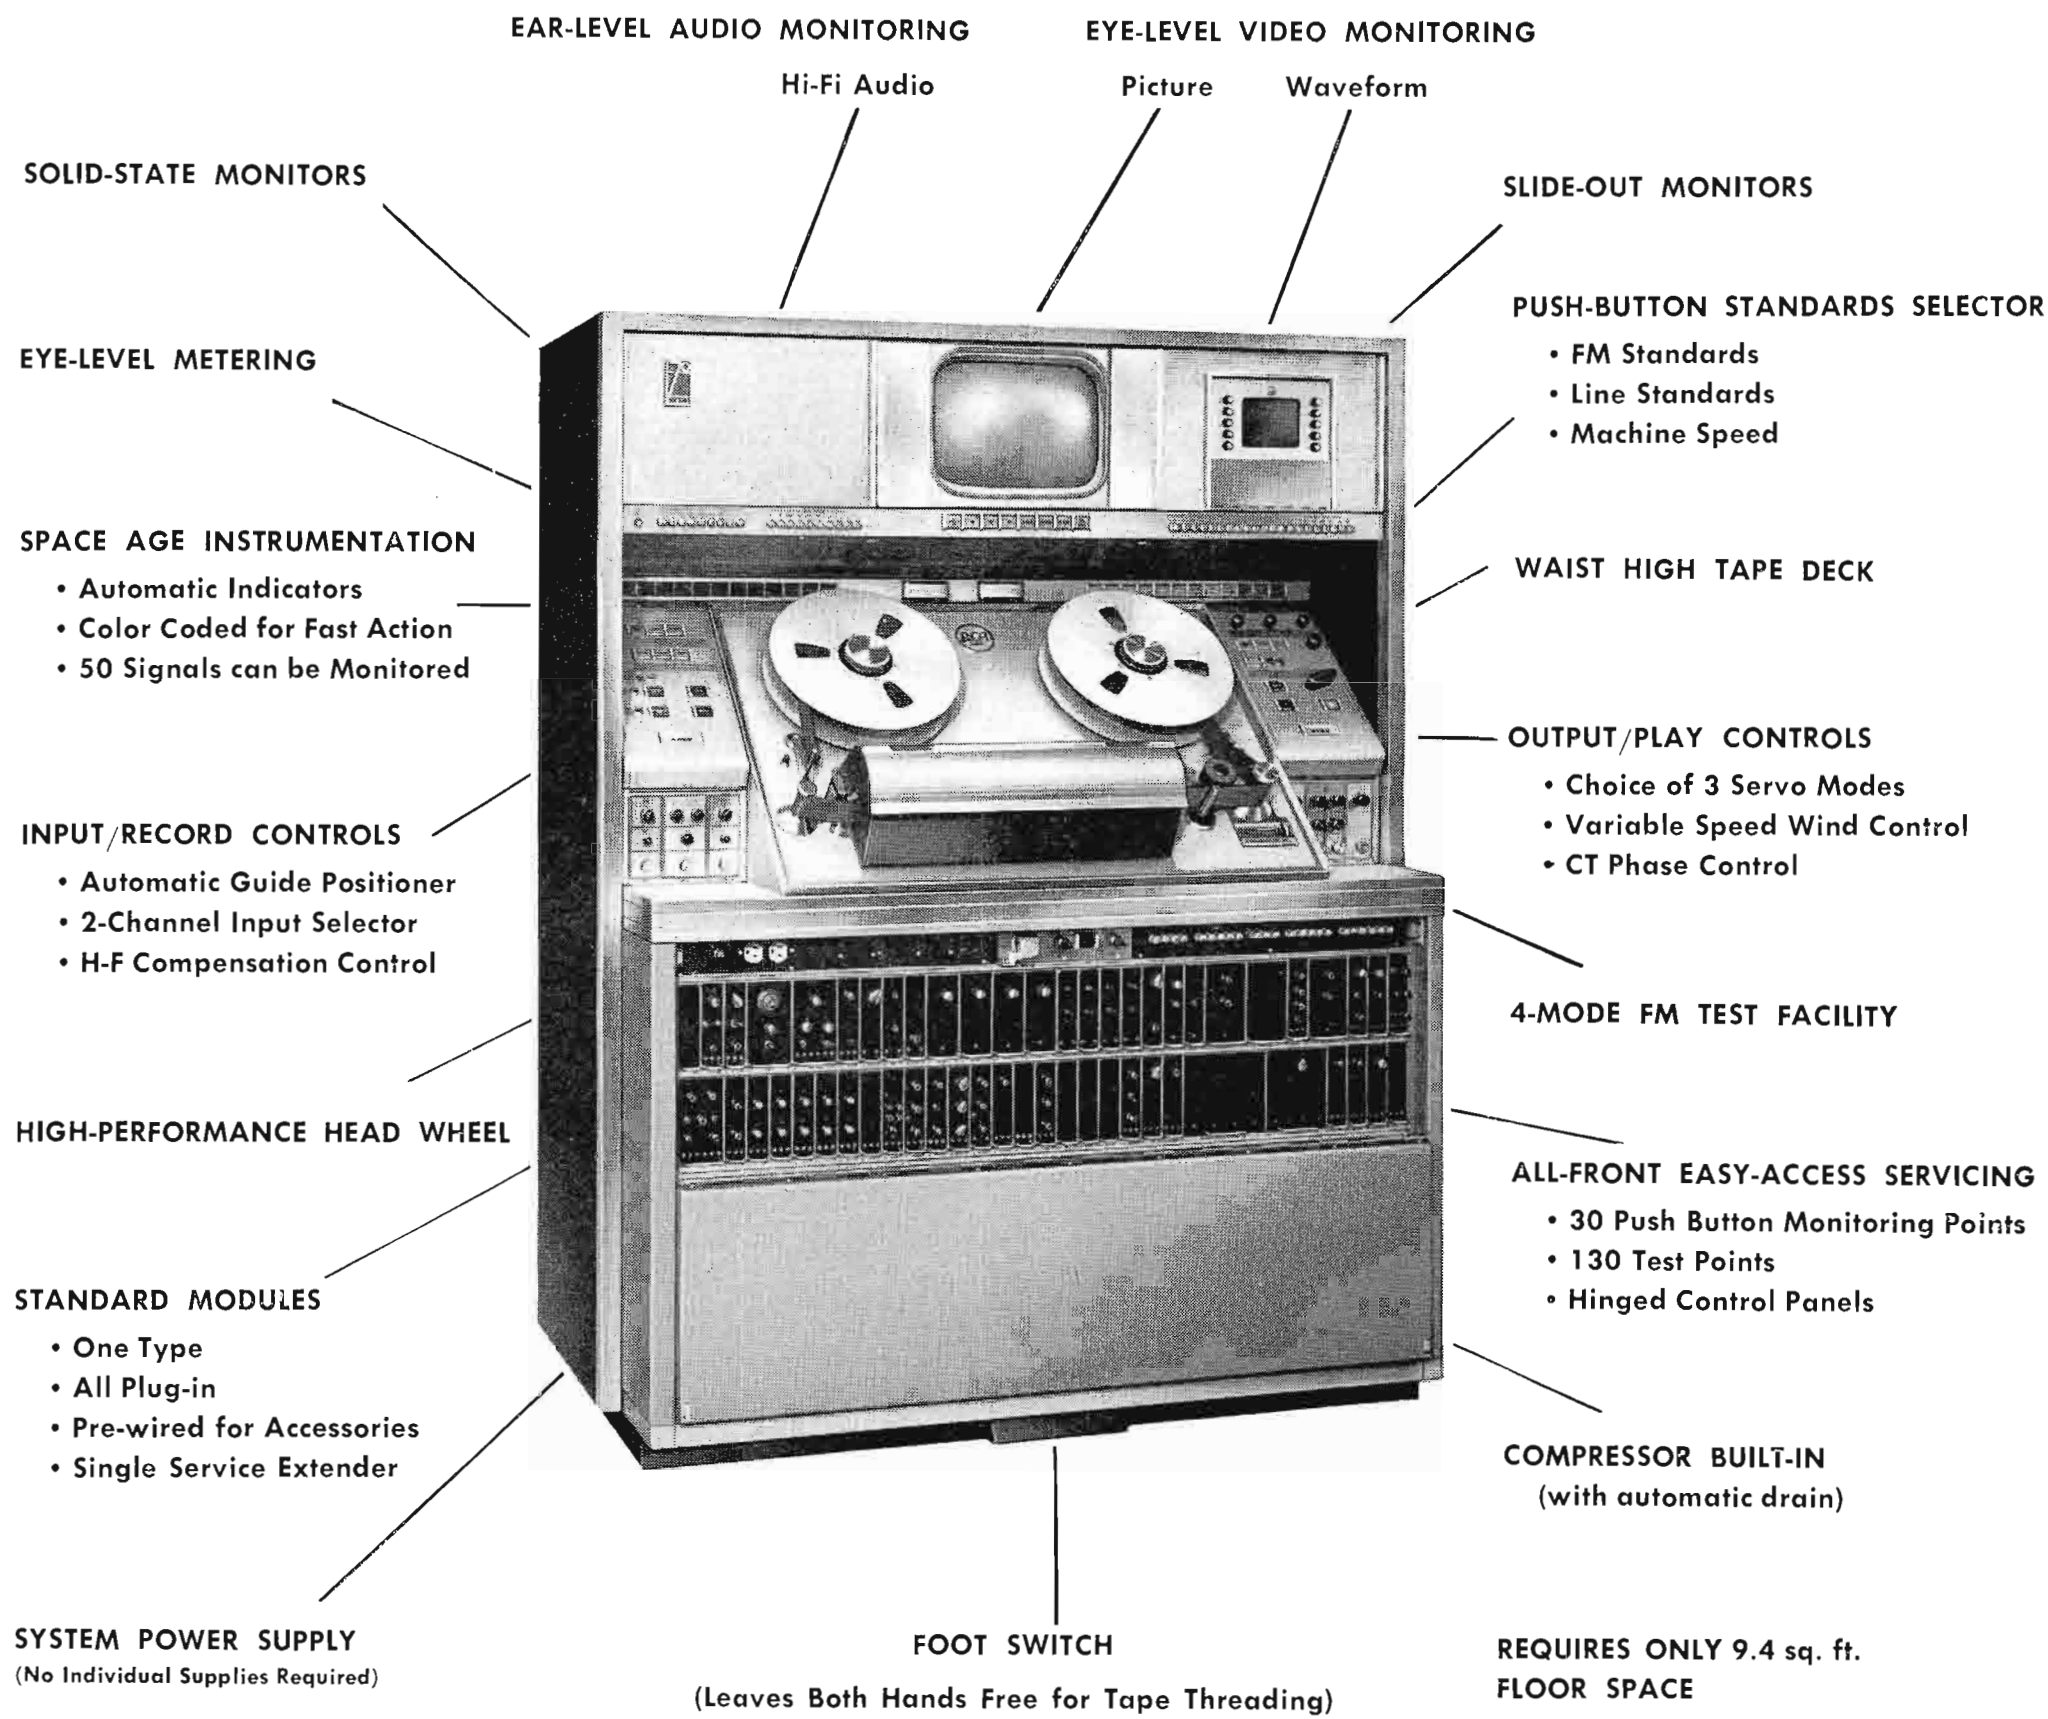 EAR-LEVEL AUDIO MONITORING
Hi-Fi Audio
EYE-LEVEL VIDEO MONITORING
Picture Waveform
SOLID-STATE MONITORS
EYE-LEVEL METERING
SPACE AGE INSTRUMENTATION
• Automatic Indicators
• Color Coded for Fast Action
• 50 Signals can be Monitored
INPUT/RECORD CONTROLS
• Automatic Guide Positioner
• 2-Channel Input Selector
• H-F Compensation Control
HIGH-PERFORMANCE HEAD WHEEL
STANDARD MODULES
• One Type
• All Plug-in
• Pre-wired for Accessories
• Single Service Extender
SYSTEM POWER SUPPLY
(No Individual Supplies Required)
SLIDE-OUT MONITORS
PUSH-BUTTON STANDARDS SELECTOR
• FM Standards
• Line Standards
• Machine Speed
WAIST HIGH TAPE DECK
OUTPUT/PLAY CONTROLS
• Choice of 3 Servo Modes
• Variable Speed Wind Control
• CT Phase Control
4-MODE FM TEST FACILITY
ALL-FRONT EASY-ACCESS SERVICING
• 30 Push Button Monitoring Points
• 130 Test Points
• Hinged Control Panels
COMPRESSOR BUILT-IN
(with automatic drain)
FOOT SWITCH
(Leaves Both Hands Free for Tape Threading)
REQUIRES ONLY 9.4 sq. ft.
FLOOR SPACE
RCA